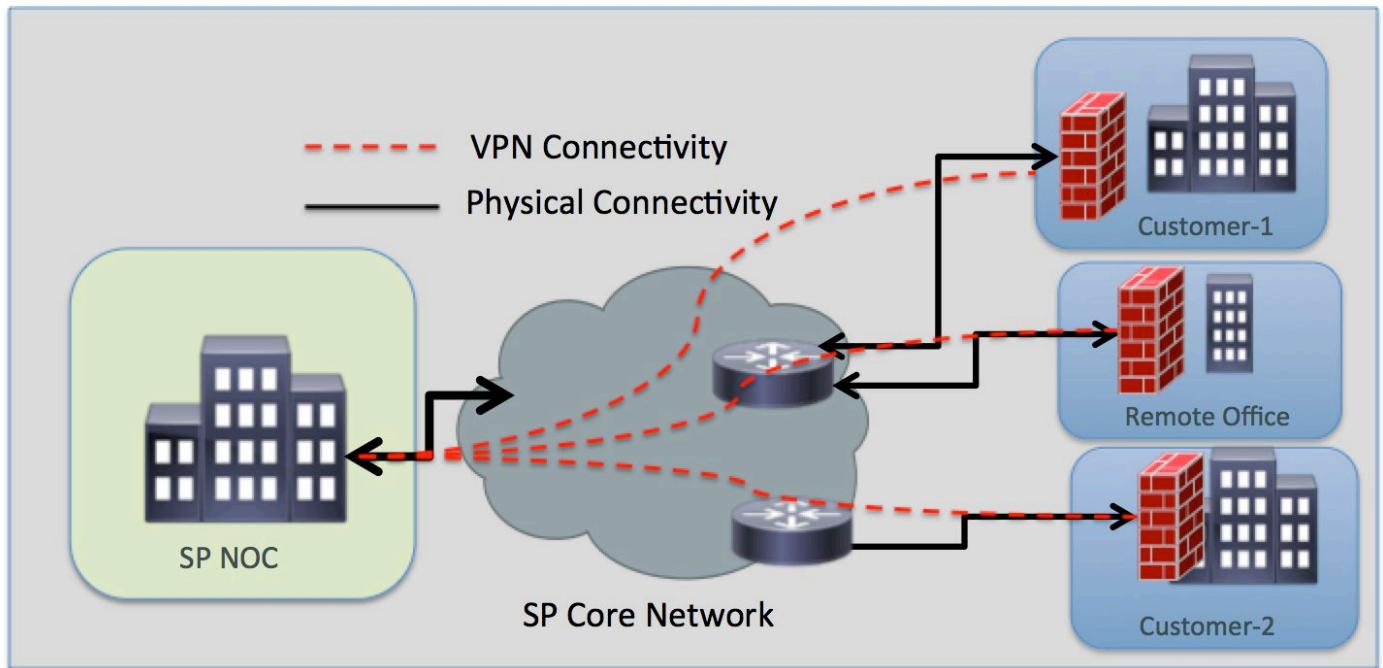 VPN Connectivity
Physical Connectivity
Customer-1
Remote Office
SP NOC
SP Core Network
Customer-2